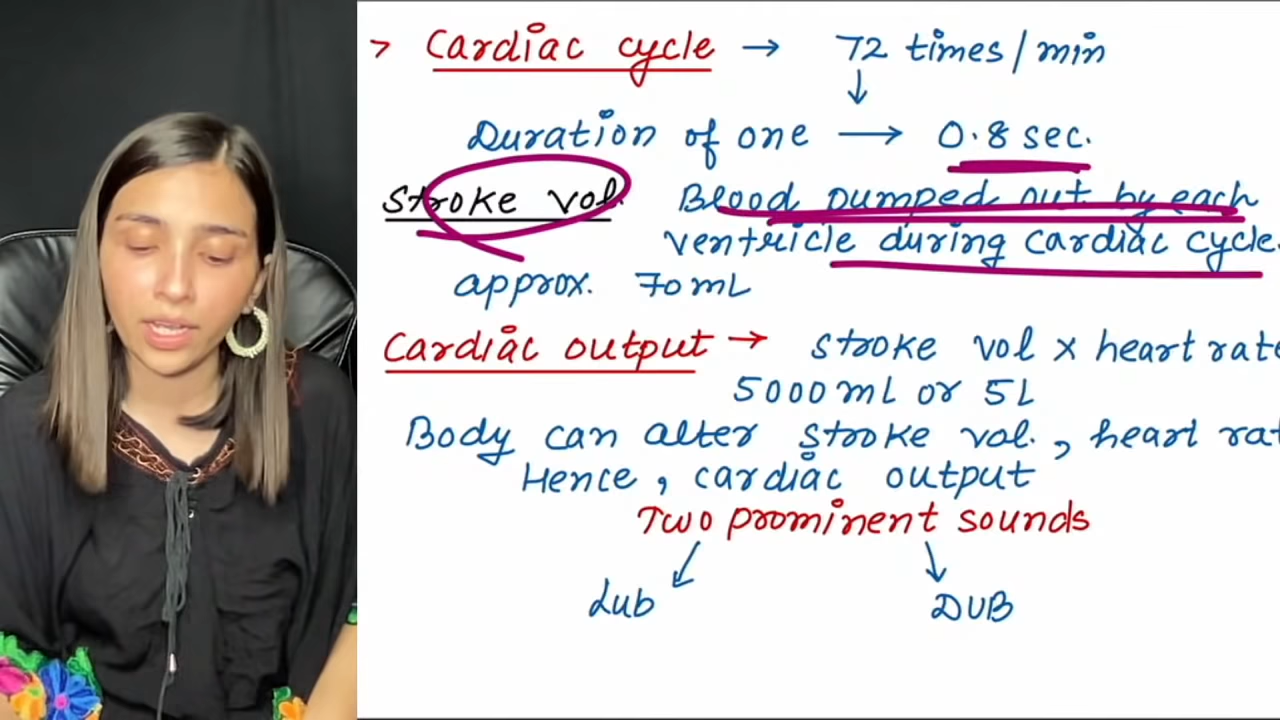 > Cardiac cycle → 72 times/min
↓
Duration of one → 0.8 sec.
Stroke vol. Blood pumped out by each
ventricle during cardiac cycle.
approx. 70mL
Cardiac output → stroke vol x heart rate
5000mL or 5L
Body can alter stroke vol., heart rat
Hence, cardiac output
Two prominent sounds
↙ ↘
Lub DUB